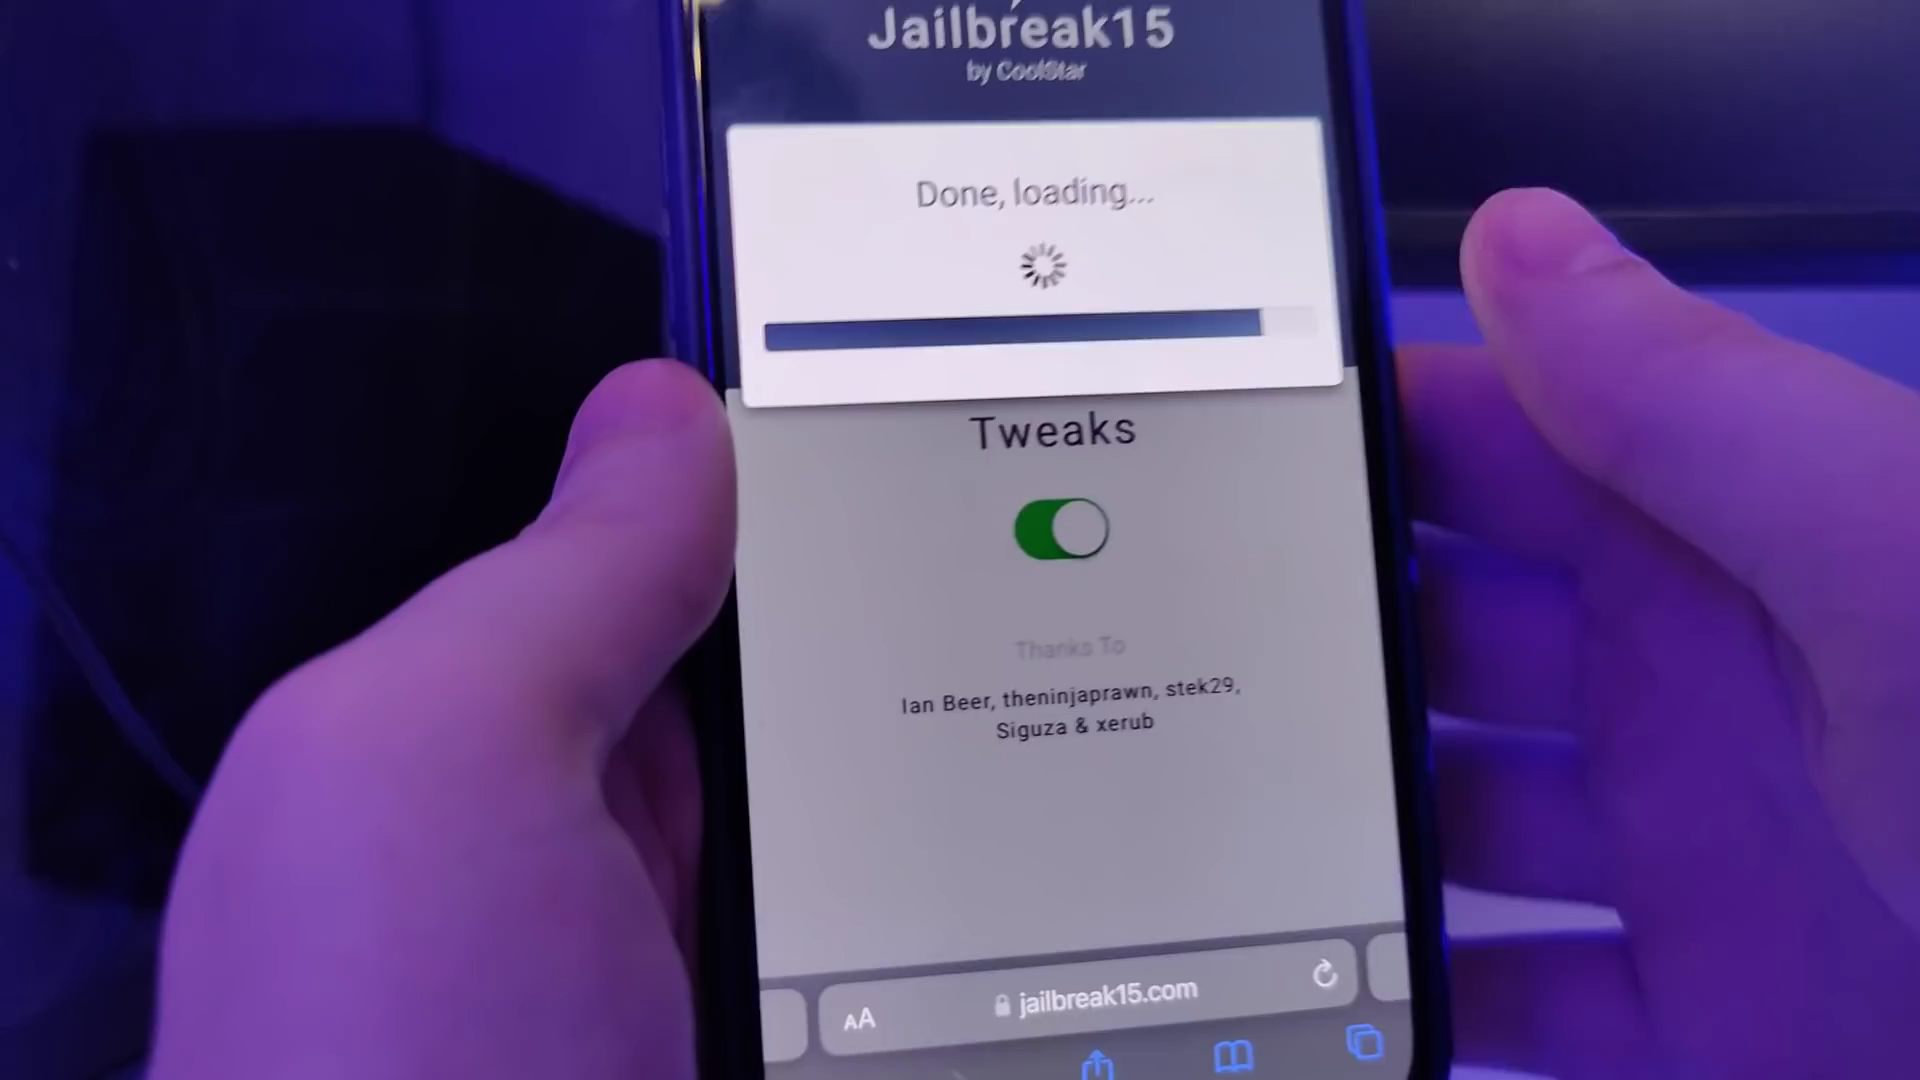 Jailbreak15
by CoolStar
Done, loading...
Tweaks
Thanks To
Ian Beer, theninjaprawn, stek29,
Siguza & xerub
AA jailbreak15.com